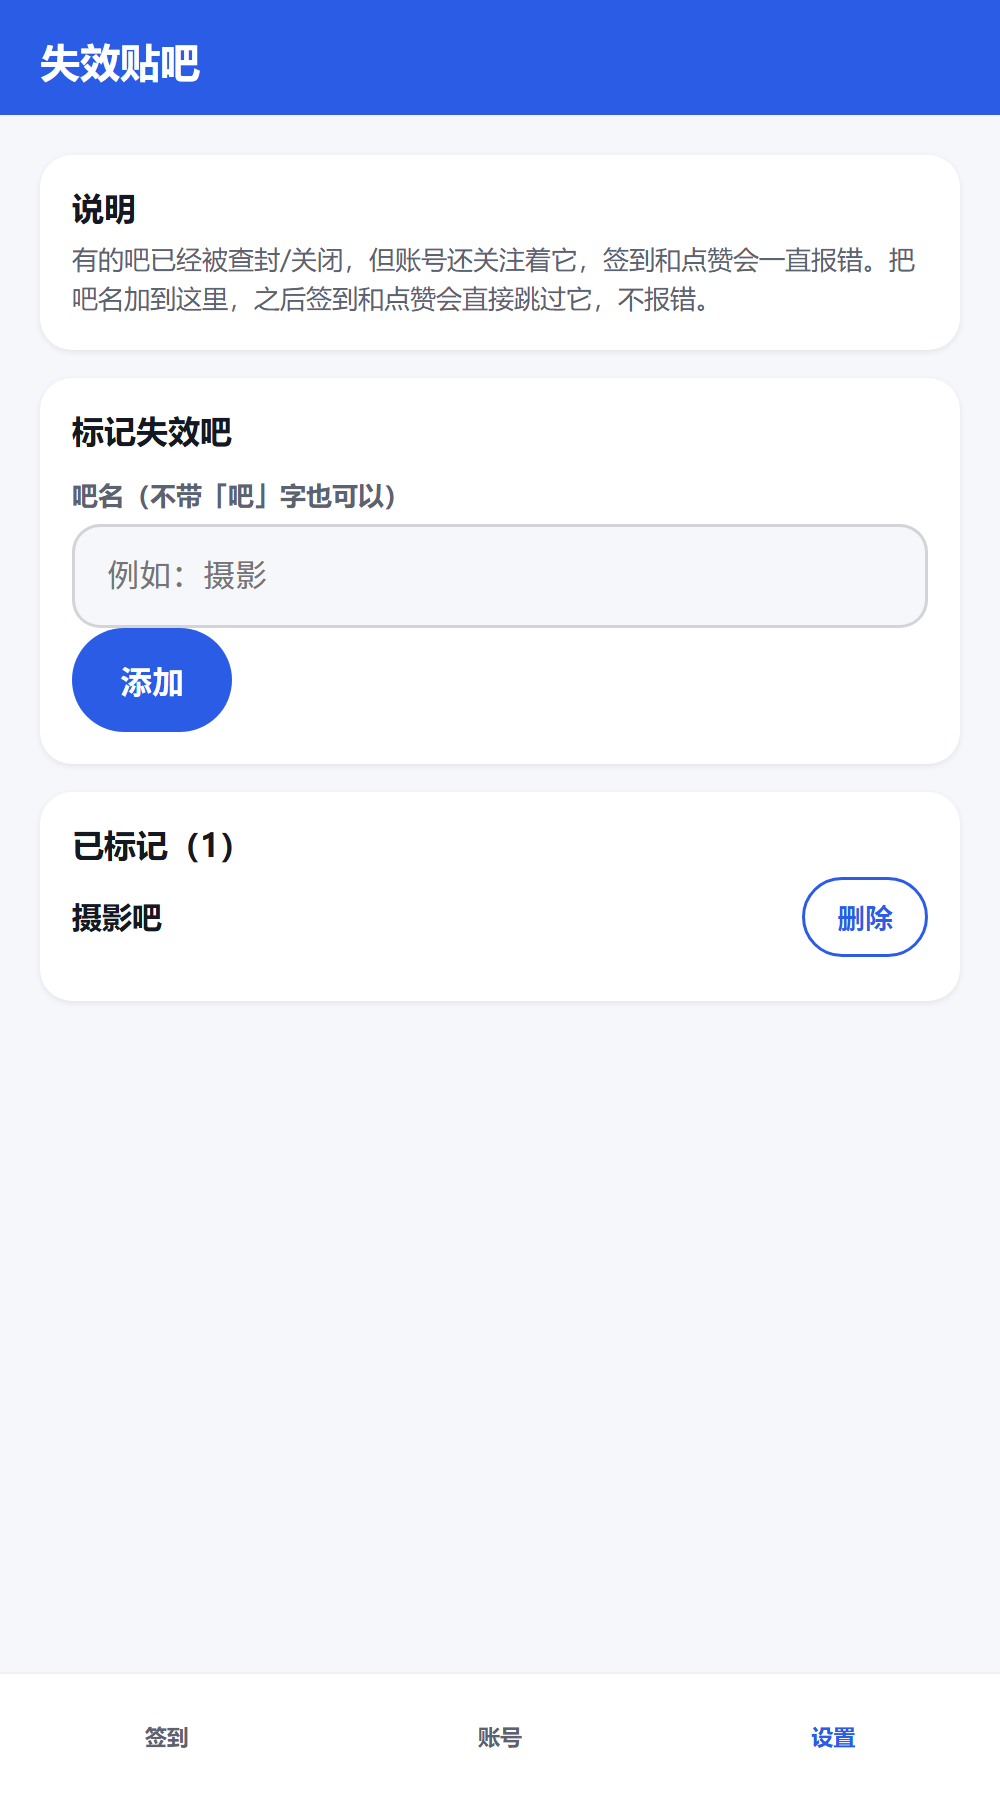 失效贴吧
说明
有的吧已经被查封/关闭，但账号还关注着它，签到和点赞会一直报错。把
吧名加到这里，之后签到和点赞会直接跳过它，不报错。
标记失效吧
吧名（不带「吧」字也可以）
例如：摄影
添加
已标记（1）
摄影吧
删除
签到
账号
设置